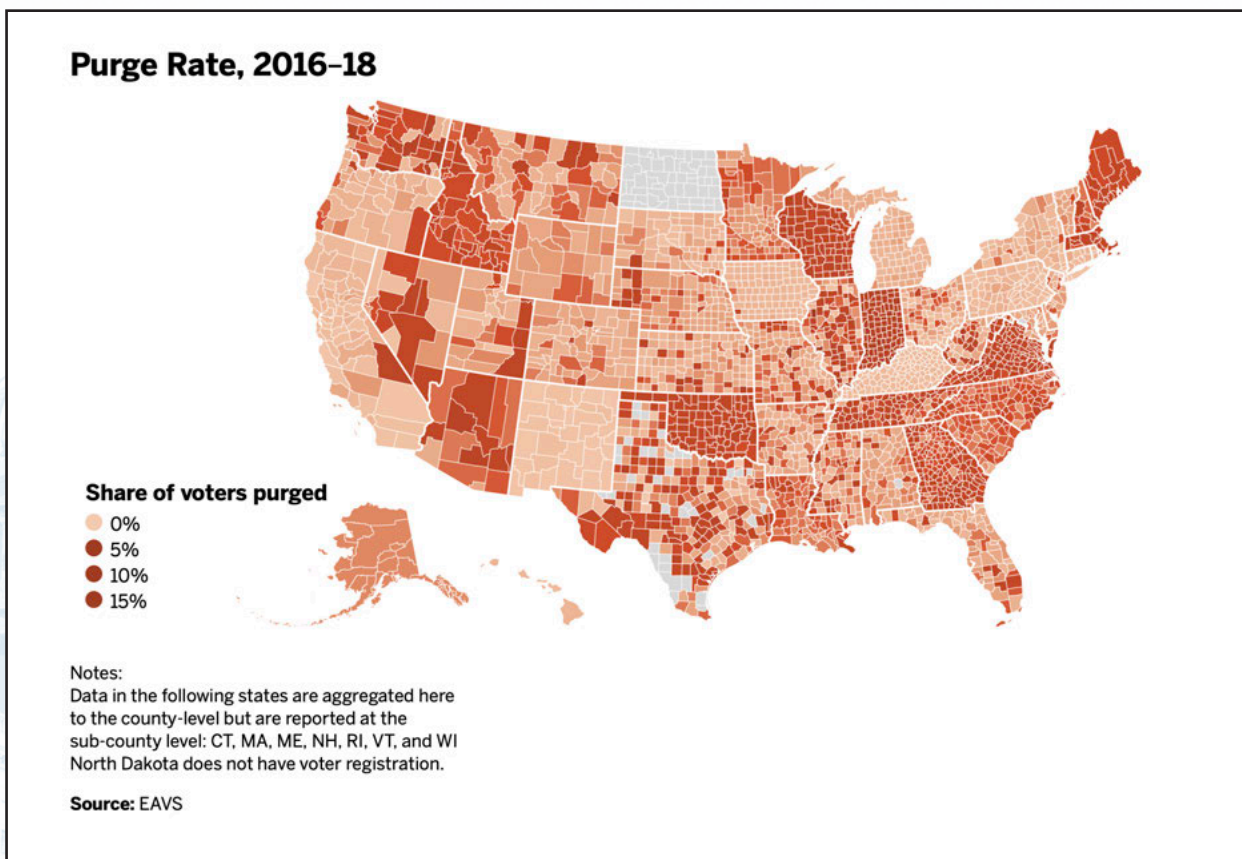 Purge Rate, 2016–18
Share of voters purged
0%
5%
10%
15%
Notes:
Data in the following states are aggregated here
to the county-level but are reported at the
sub-county level: CT, MA, ME, NH, RI, VT, and WI
North Dakota does not have voter registration.
Source: EAVS